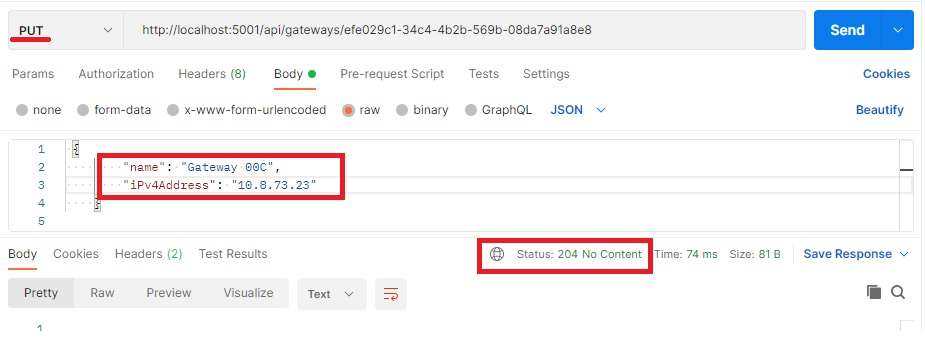 PUT http://localhost:5001/api/gateways/efe029c1-34c4-4b2b-569b-08da7a91a8e8 Send
Params Authorization Headers (8) Body Pre-request Script Tests Settings Cookies
none form-data x-www-form-urlencoded raw binary GraphQL JSON Beautify
1 {
2 "name": "Gateway 00C",
3 "iPv4Address": "10.8.73.23"
4 }
5
Body Cookies Headers (2) Test Results Status: 204 No Content Time: 74 ms Size: 81 B Save Response
Pretty Raw Preview Visualize Text
1